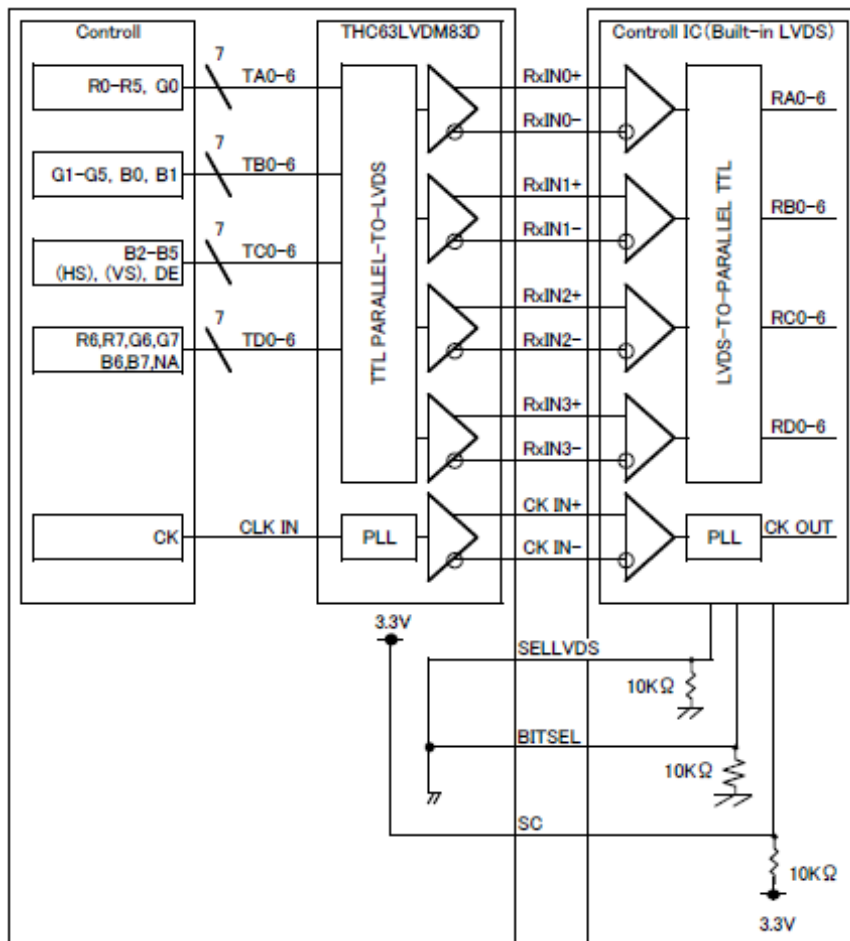 Controll
THC63LVDM83D
Controll IC(Built-in LVDS)
R0-R5, G0
7
TA0-6
RxIN0+
RxIN0-
RA0-6
G1-G5, B0, B1
7
TB0-6
RxIN1+
RxIN1-
RB0-6
B2-B5
(HS), (VS), DE
7
TC0-6
RxIN2+
RxIN2-
RC0-6
R6,R7,G6,G7
B6,B7,NA
7
TD0-6
RxIN3+
RxIN3-
RD0-6
TTL PARALLEL-TO-LVDS
LVDS-TO-PARALLEL TTL
CK
CLK IN
PLL
CK IN+
CK IN-
PLL
CK OUT
3.3V
SELLVDS
10KΩ
BITSEL
10KΩ
SC
10KΩ
3.3V